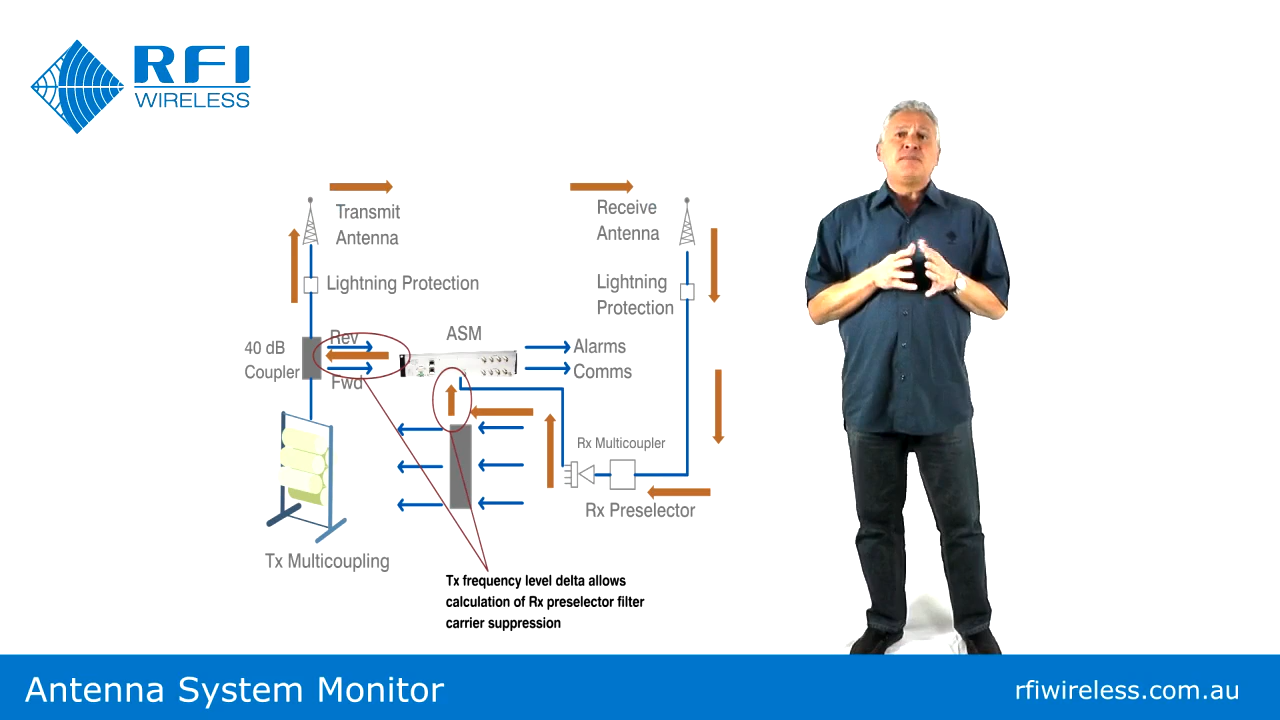 RFI
WIRELESS
Transmit
Antenna
Receive
Antenna
Lightning Protection
Lightning
Protection
Rev
ASM
40 dB
Coupler
Fwd
Alarms
Comms
Rx Multicoupler
Rx Preselector
Tx Multicoupling
Tx frequency level delta allows
calculation of Rx preselector filter
carrier suppression
Antenna System Monitor
rfiwireless.com.au